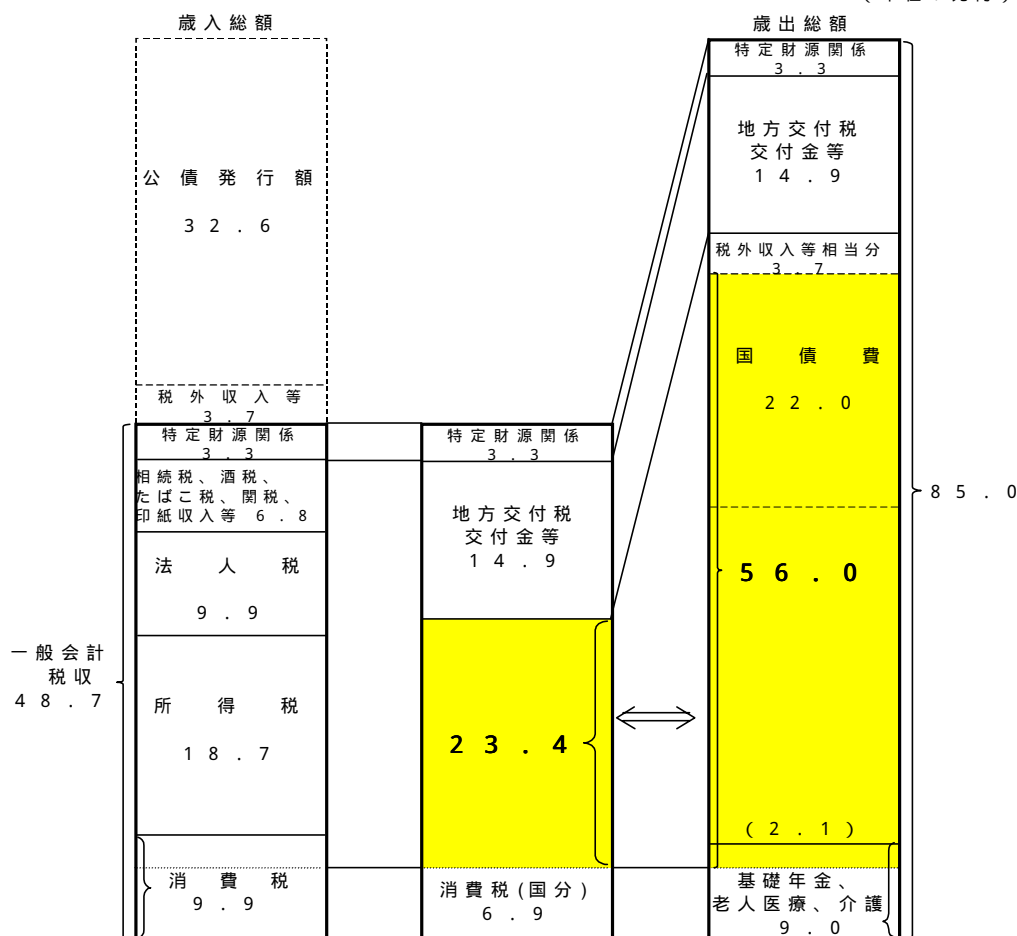 歳入総額
公債発行額
32.6
税外収入等
3.7
特定財源関係
3.3
相続税、酒税、
たばこ税、関税、
印紙収入等 6.8
法人税
9.9
所得税
18.7
消費税
9.9
一般会計
税収
48.7
特定財源関係
3.3
地方交付税
交付金等
14.9
23.4
消費税(国分)
6.9
歳出総額
特定財源関係
3.3
地方交付税
交付金等
14.9
税外収入等相当分
3.7
国債費
22.0
56.0
(2.1)
基礎年金、
老人医療、介護
9.0
85.0